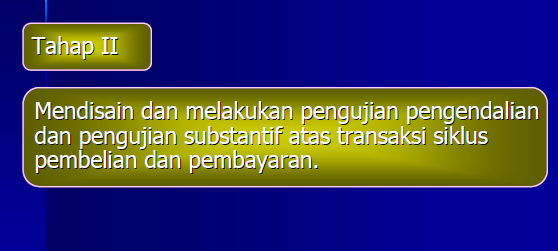 Tahap II
Mendisain dan melakukan pengujian pengendalian
dan pengujian substantif atas transaksi siklus
pembelian dan pembayaran.